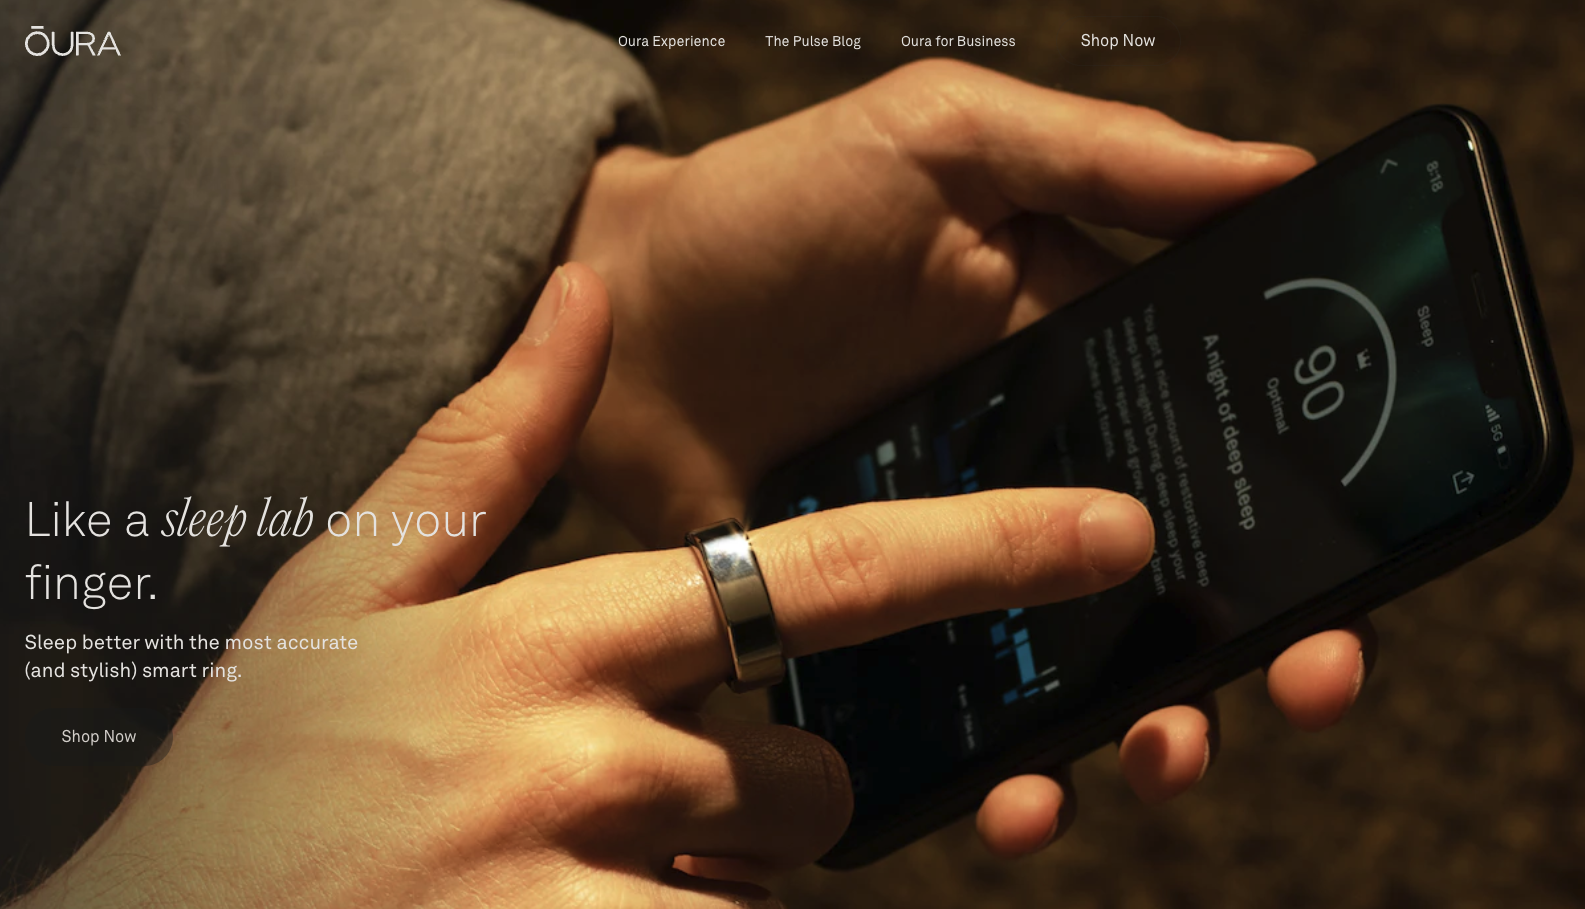 ŌURA
Oura Experience
The Pulse Blog
Oura for Business
Shop Now
8:18
5G
Sleep
90
Optimal
A night of deep sleep
You got a nice amount of restorative deep
sleep last night! During deep sleep your
muscles repair and grow, brain
flushes out toxins.
Like a sleep lab on your
finger.
Sleep better with the most accurate
(and stylish) smart ring.
Shop Now